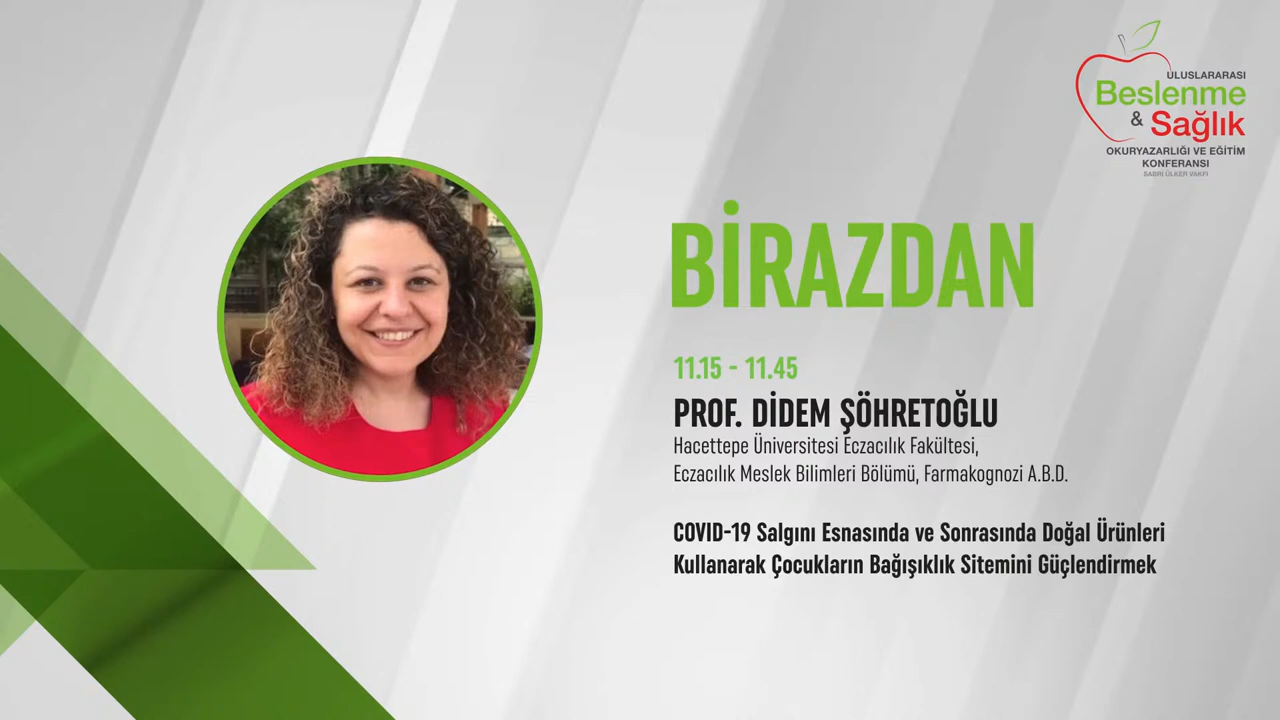 ULUSLARARASI
Beslenme
& Sağlık
OKURYAZARLIĞI VE EĞİTİM
KONFERANSI
SABRİ ÜLKER VAKFI
BİRAZDAN
11.15 - 11.45
PROF. DİDEM ŞÖHRETOĞLU
Hacettepe Üniversitesi Eczacılık Fakültesi,
Eczacılık Meslek Bilimleri Bölümü, Farmakognozi A.B.D.
COVID-19 Salgını Esnasında ve Sonrasında Doğal Ürünleri
Kullanarak Çocukların Bağışıklık Sitemini Güçlendirmek